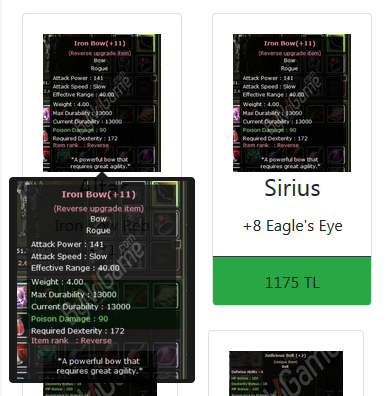 Iron Bow(+11)
(Reverse upgrade item)
Bow
Rogue
Attack Power : 141
Attack Speed : Slow
Effective Range : 40.00
Weight : 4.00
Max Durability : 13000
Current Durability : 13000
Poison Damage : 90
Required Dexterity : 172
Item rank : Reverse
"A powerful bow that
requires great agility."
Iron Bow(+11)
(Reverse upgrade item)
Bow
Rogue
Attack Power : 141
Attack Speed : Slow
Effective Range : 40.00
Weight : 4.00
Max Durability : 13000
Current Durability : 13000
Poison Damage : 90
Required Dexterity : 172
Item rank : Reverse
"A powerful bow that
requires great agility."
Sirius
+8 Eagle's Eye
1175 TL
Iron Bow(+11)
(Reverse upgrade item)
Bow
Rogue
Attack Power : 141
Attack Speed : Slow
Effective Range : 40.00
Weight : 4.00
Max Durability : 13000
Current Durability : 13000
Poison Damage : 90
Required Dexterity : 172
Item rank : Reverse
"A powerful bow that
requires great agility."
Judicious Belt (+2)